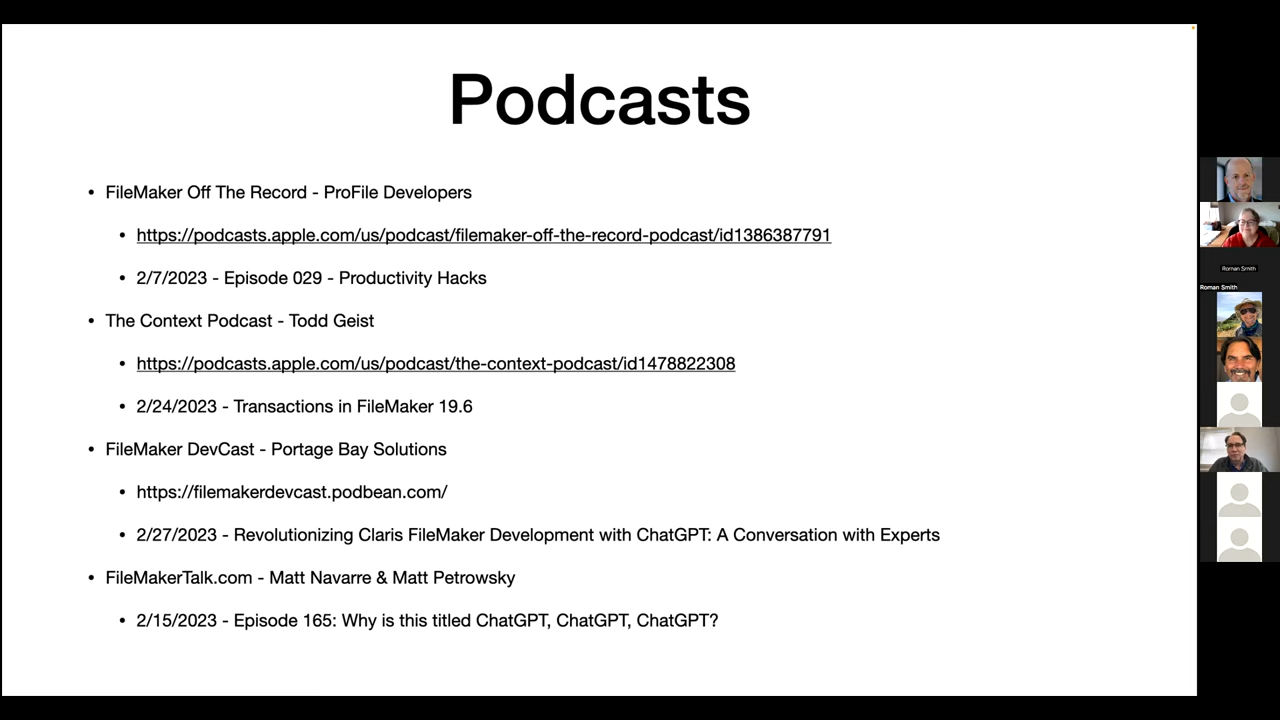 Podcasts
• FileMaker Off The Record - ProFile Developers
• https://podcasts.apple.com/us/podcast/filemaker-off-the-record-podcast/id1386387791
• 2/7/2023 - Episode 029 - Productivity Hacks
• The Context Podcast - Todd Geist
• https://podcasts.apple.com/us/podcast/the-context-podcast/id1478822308
• 2/24/2023 - Transactions in FileMaker 19.6
• FileMaker DevCast - Portage Bay Solutions
• https://filemakerdevcast.podbean.com/
• 2/27/2023 - Revolutionizing Claris FileMaker Development with ChatGPT: A Conversation with Experts
• FileMakerTalk.com - Matt Navarre & Matt Petrowsky
• 2/15/2023 - Episode 165: Why is this titled ChatGPT, ChatGPT, ChatGPT?
Roman Smith
Roman Smith